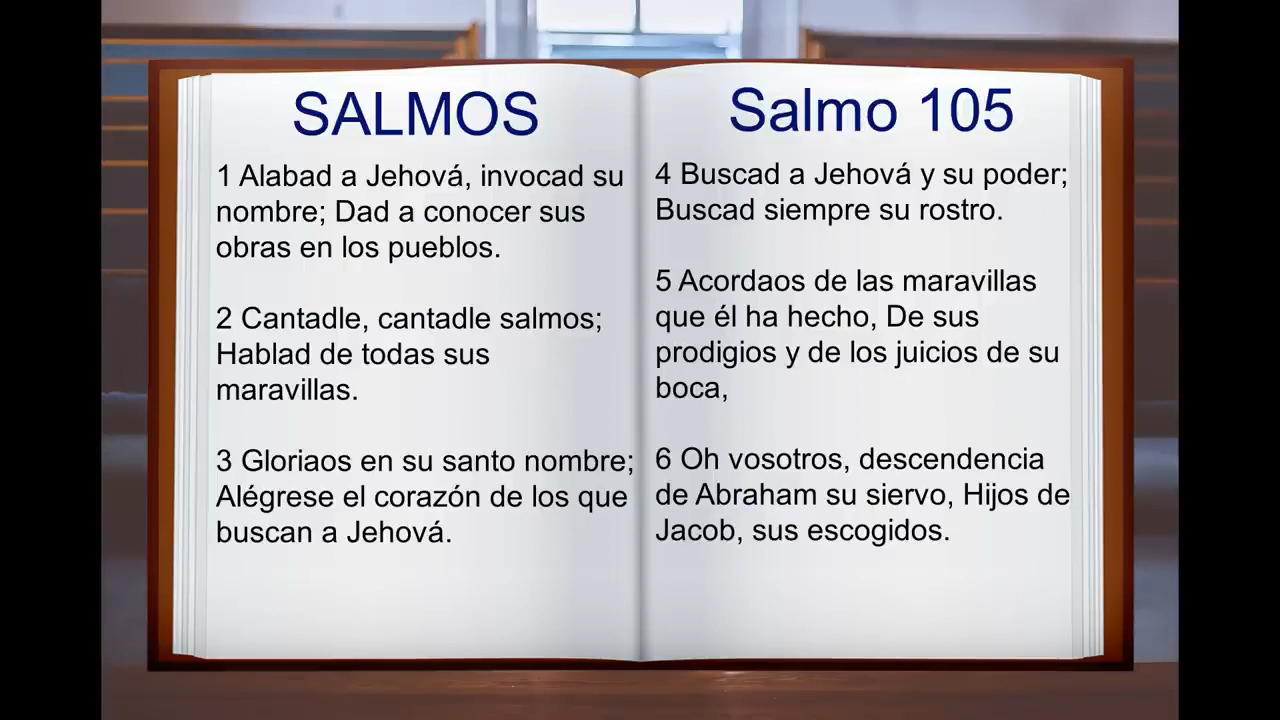 SALMOS
1 Alabad a Jehová, invocad su
nombre; Dad a conocer sus
obras en los pueblos.
2 Cantadle, cantadle salmos;
Hablad de todas sus
maravillas.
3 Gloriaos en su santo nombre;
Alégrese el corazón de los que
buscan a Jehová.
Salmo 105
4 Buscad a Jehová y su poder;
Buscad siempre su rostro.
5 Acordaos de las maravillas
que él ha hecho, De sus
prodigios y de los juicios de su
boca,
6 Oh vosotros, descendencia
de Abraham su siervo, Hijos de
Jacob, sus escogidos.